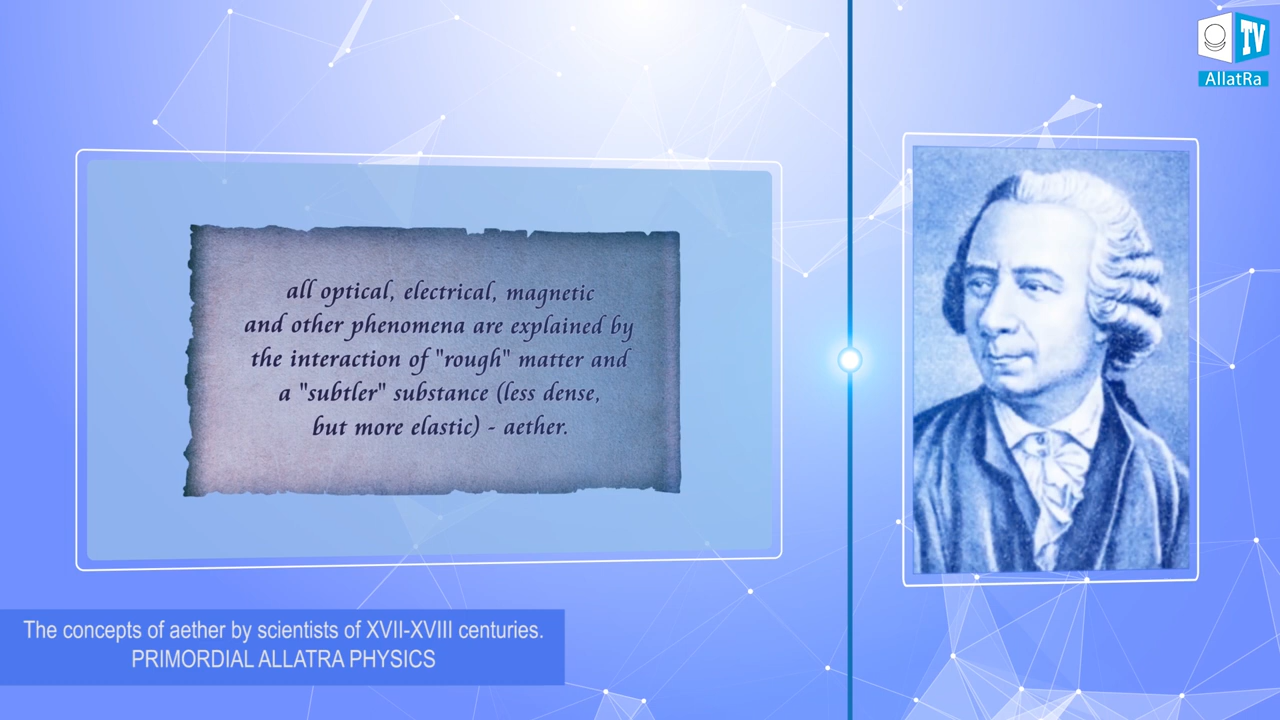 TV
AllatRa
all optical, electrical, magnetic
and other phenomena are explained by
the interaction of "rough" matter and
a "subtler" substance (less dense,
but more elastic) - aether.
The concepts of aether by scientists of XVII-XVIII centuries.
PRIMORDIAL ALLATRA PHYSICS